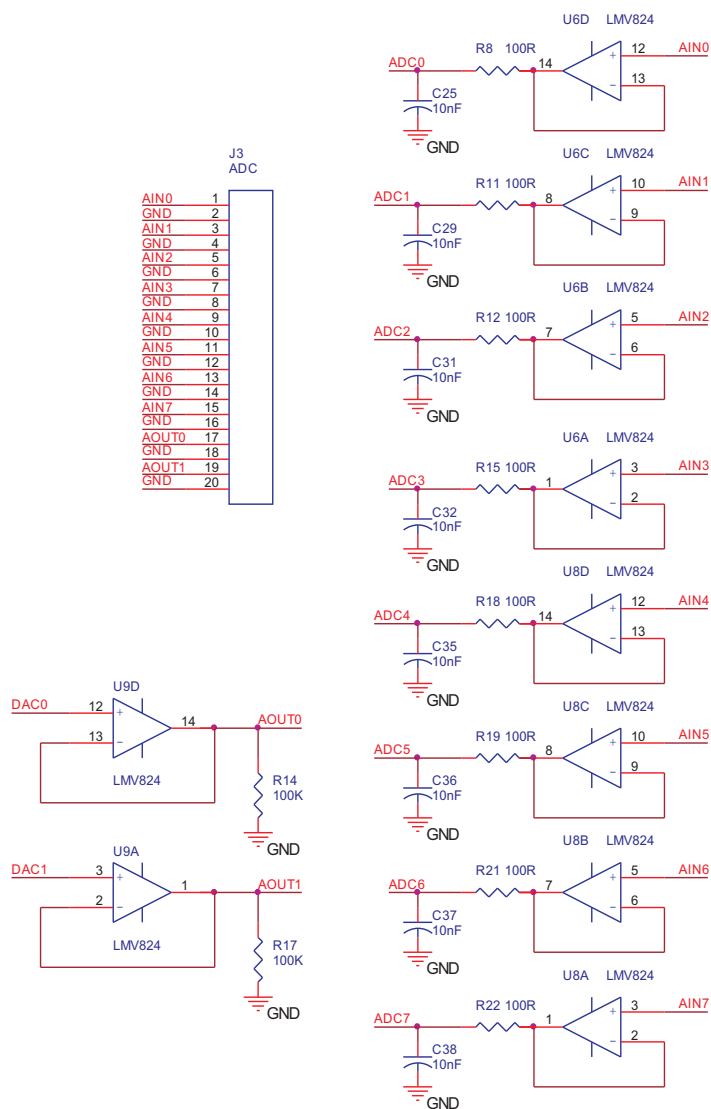 J3
ADC
AIN0 1
GND 2
AIN1 3
GND 4
AIN2 5
GND 6
AIN3 7
GND 8
AIN4 9
GND 10
AIN5 11
GND 12
AIN6 13
GND 14
AIN7 15
GND 16
AOUT0 17
GND 18
AOUT1 19
GND 20
U9D
DAC0 12 +
13 −
14 AOUT0
LMV824
R14
100K
GND
U9A
DAC1 3 +
2 −
1 AOUT1
LMV824
R17
100K
GND
U6D LMV824
ADC0 R8 100R 14 + 12 AIN0
− 13
C25
10nF
GND
U6C LMV824
ADC1 R11 100R 8 + 10 AIN1
− 9
C29
10nF
GND
U6B LMV824
ADC2 R12 100R 7 + 5 AIN2
− 6
C31
10nF
GND
U6A LMV824
ADC3 R15 100R 1 + 3 AIN3
− 2
C32
10nF
GND
U8D LMV824
ADC4 R18 100R 14 + 12 AIN4
− 13
C35
10nF
GND
U8C LMV824
ADC5 R19 100R 8 + 10 AIN5
− 9
C36
10nF
GND
U8B LMV824
ADC6 R21 100R 7 + 5 AIN6
− 6
C37
10nF
GND
U8A LMV824
ADC7 R22 100R 1 + 3 AIN7
− 2
C38
10nF
GND